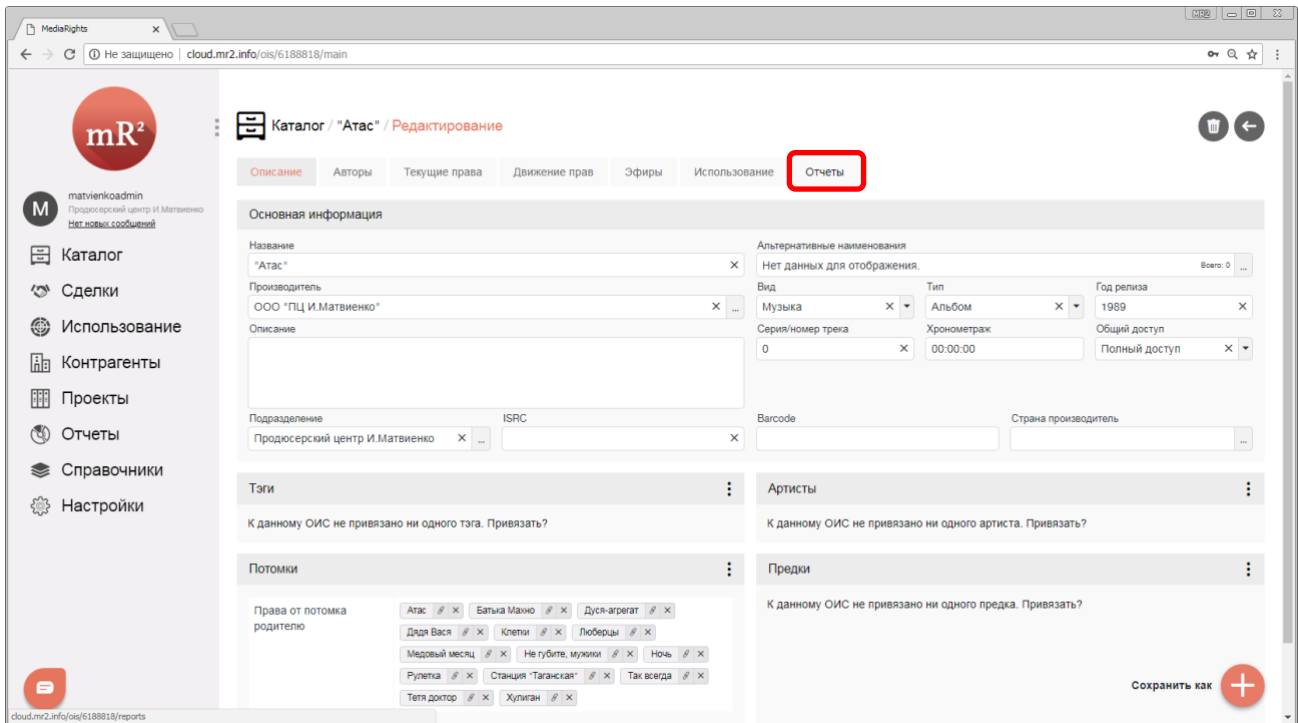 MediaRights
MR2
Не защищено | cloud.mr2.info/ois/6188818/main
mR²
Каталог / "Атас" / Редактирование
Описание Авторы Текущие права Движение прав Эфиры Использование Отчеты
M
matvienkoadmin
Продюсерский центр И.Матвиенко
Нет новых сообщений
Каталог
Сделки
Использование
Контрагенты
Проекты
Отчеты
Справочники
Настройки
Основная информация
Название
"Атас"
Альтернативные наименования
Нет данных для отображения. Всего: 0 ...
Производитель
ООО "ПЦ И.Матвиенко" ...
Вид Тип Год релиза
Музыка Альбом 1989
Описание
Серия/номер трека Хронометраж Общий доступ
0 00:00:00 Полный доступ
Подразделение ISRC Barcode Страна производитель
Продюсерский центр И.Матвиенко ... ...
Тэги
К данному ОИС не привязано ни одного тэга. Привязать?
Артисты
К данному ОИС не привязано ни одного артиста. Привязать?
Потомки
Права от потомка
родителю
Атас Батька Махно Дуся-агрегат
Дядя Вася Клетки Люберцы
Медовый месяц Не губите, мужики Ночь
Рулетка Станция "Таганская" Так всегда
Тетя доктор Хулиган
Предки
К данному ОИС не привязано ни одного предка. Привязать?
Сохранить как
cloud.mr2.info/ois/6188818/reports